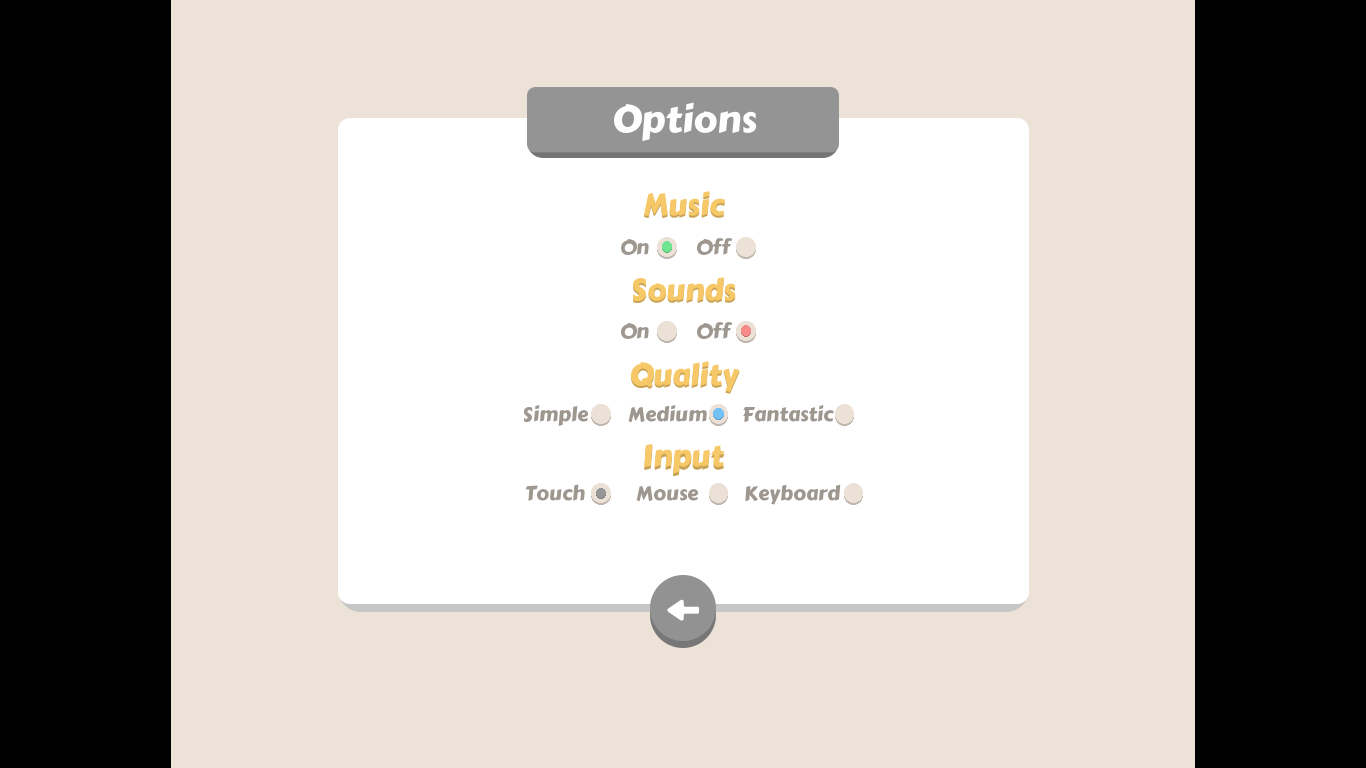 Options
Music
On Off
Sounds
On Off
Quality
Simple Medium Fantastic
Input
Touch Mouse Keyboard